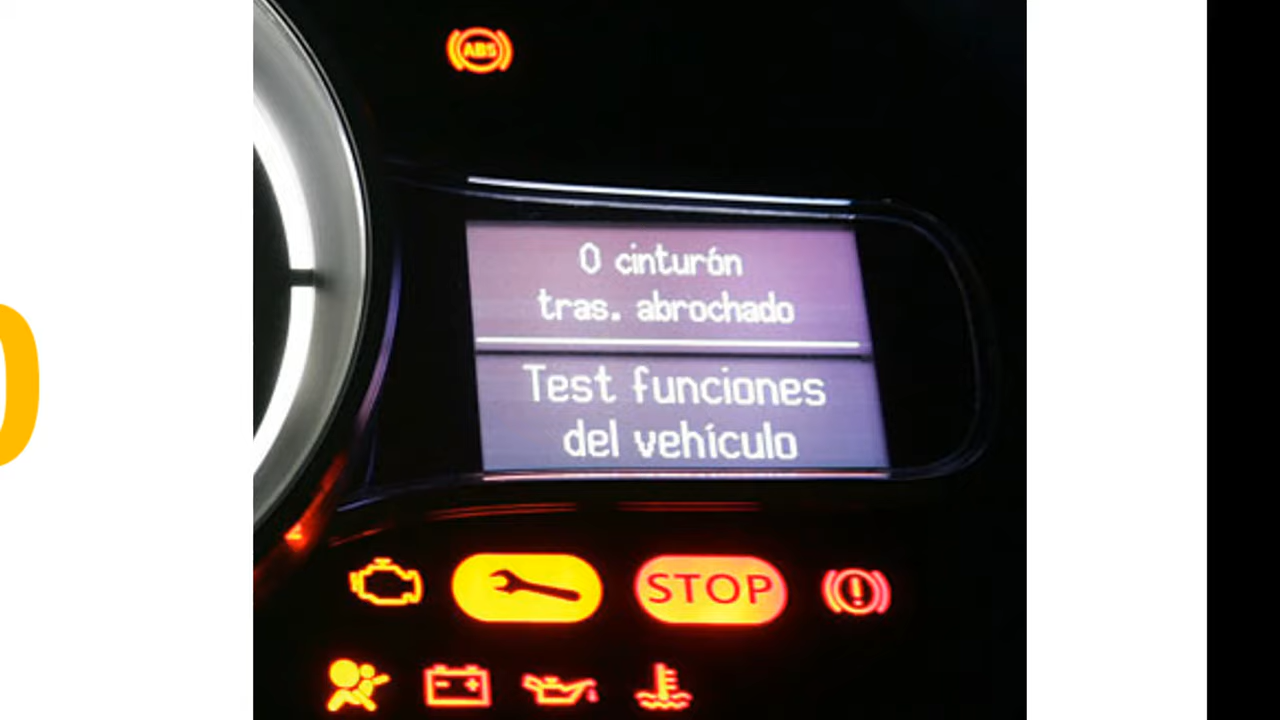 ABS
0 cinturón
tras. abrochado
Test funciones
del vehículo
STOP